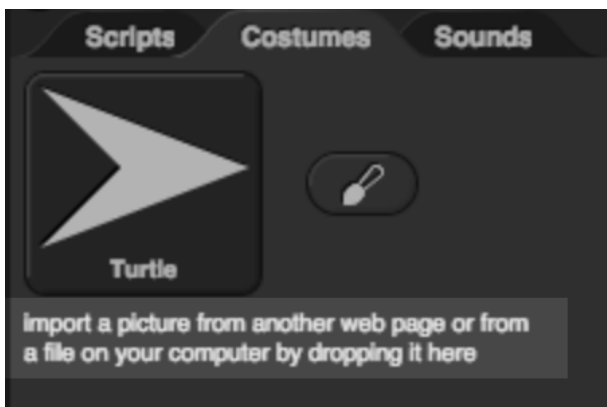 Scripts Costumes Sounds
Turtle
import a picture from another web page or from
a file on your computer by dropping it here